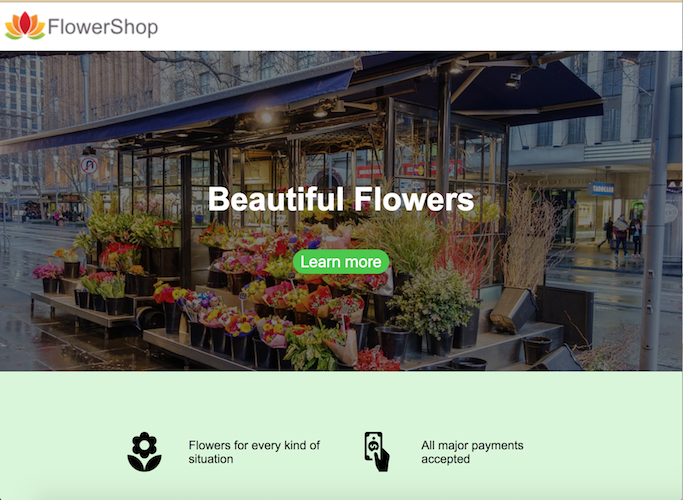 FlowerShop
Beautiful Flowers
Learn more
Flowers for every kind of
situation
All major payments
accepted